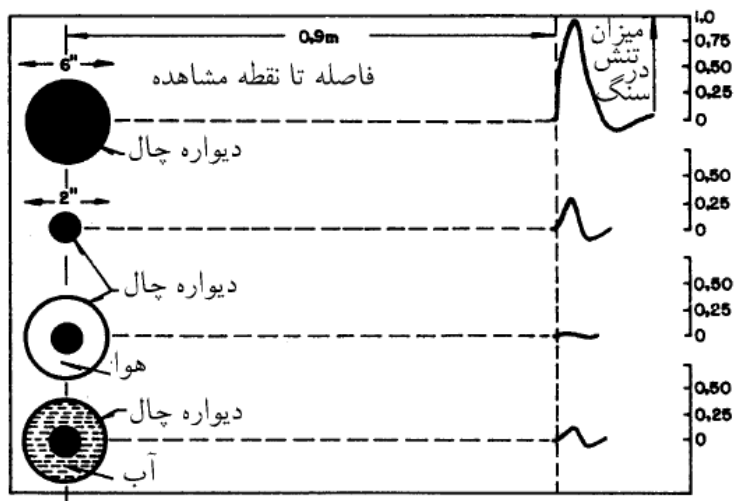 0,9m
1,0
0,75
0,50
0,25
0
میزان
تنش
در
سنگ
6"
فاصله تا نقطه مشاهده
دیواره چال
2"
0,50
0,25
0
دیواره چال
0,50
0,25
0
هوا
دیواره چال
0,50
0,25
0
آب